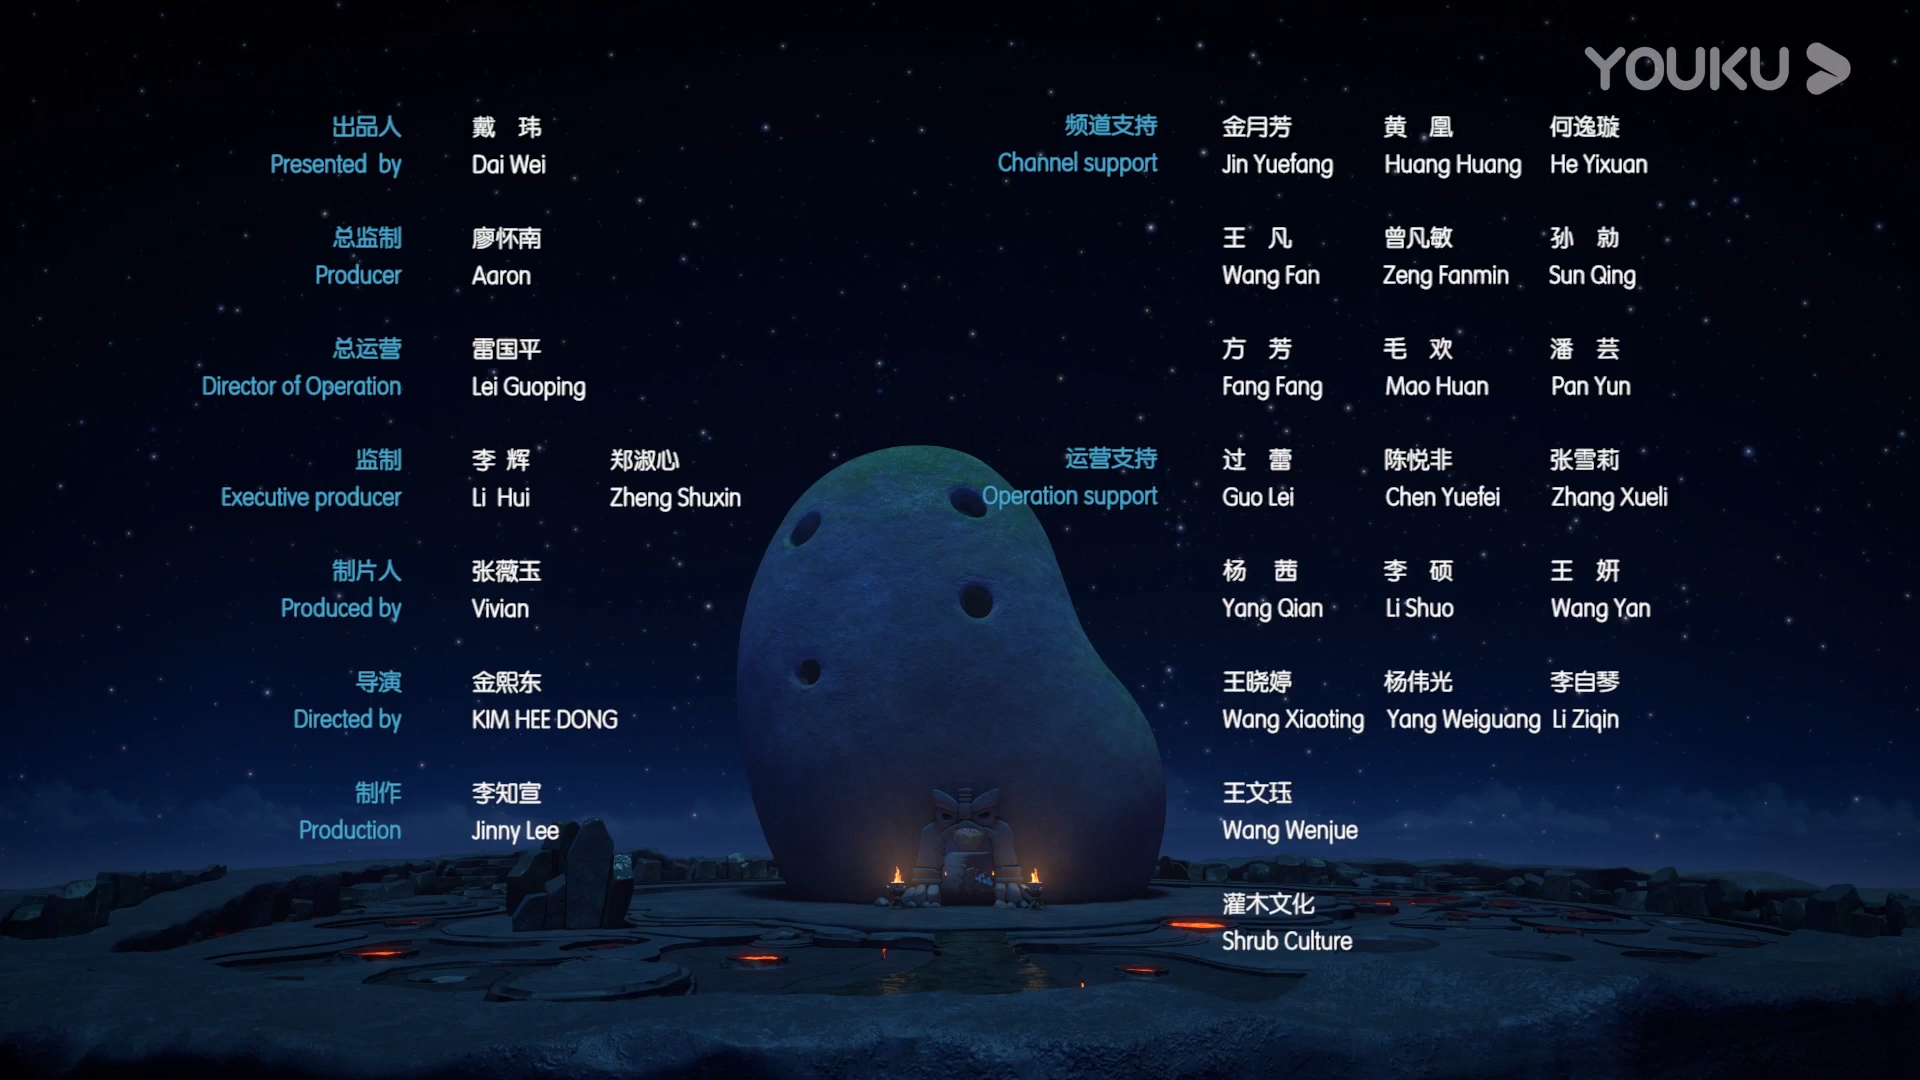 YOUKU
出品人 戴 玮
Presented by Dai Wei
总监制 廖怀南
Producer Aaron
总运营 雷国平
Director of Operation Lei Guoping
监制 李 辉 郑淑心
Executive producer Li Hui Zheng Shuxin
制片人 张薇玉
Produced by Vivian
导演 金熙东
Directed by KIM HEE DONG
制作 李知宣
Production Jinny Lee
频道支持 金月芳 黄 凰 何逸璇
Channel support Jin Yuefang Huang Huang He Yixuan
王 凡 曾凡敏 孙 勍
Wang Fan Zeng Fanmin Sun Qing
方 芳 毛 欢 潘 芸
Fang Fang Mao Huan Pan Yun
运营支持 过 蕾 陈悦非 张雪莉
Operation support Guo Lei Chen Yuefei Zhang Xueli
杨 茜 李 硕 王 妍
Yang Qian Li Shuo Wang Yan
王晓婷 杨伟光 李自琴
Wang Xiaoting Yang Weiguang Li Ziqin
王文珏
Wang Wenjue
灌木文化
Shrub Culture